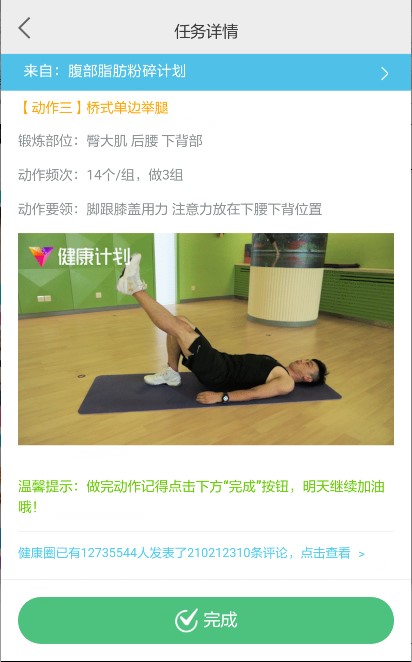 任务详情
来自：腹部脂肪粉碎计划
【动作三】桥式单边举腿
锻炼部位：臀大肌 后腰 下背部
动作频次：14个/组，做3组
动作要领：脚跟膝盖用力 注意力放在下腰下背位置
健康计划
温馨提示：做完动作记得点击下方“完成”按钮，明天继续加油
哦！
健康圈已有12735544人发表了210212310条评论，点击查看 >
完成